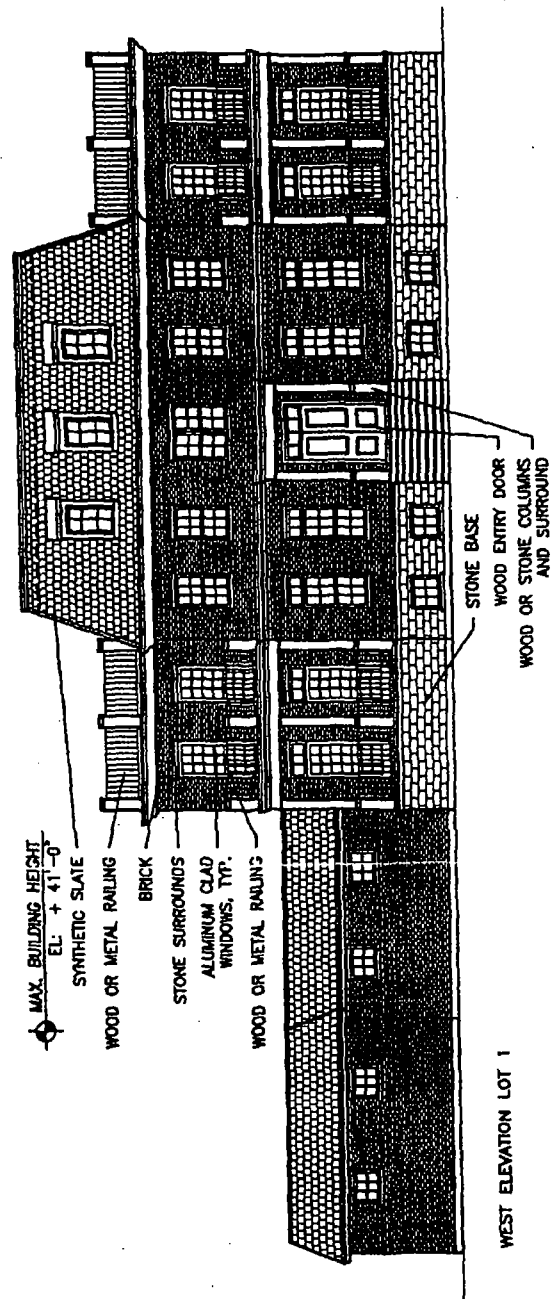 MAX. BUILDING HEIGHT
EL: + 41'-0"
SYNTHETIC SLATE
WOOD OR METAL RAILING
BRICK
STONE SURROUNDS
ALUMINUM CLAD
WINDOWS, TYP.
WOOD OR METAL RAILING
STONE BASE
WOOD ENTRY DOOR
WOOD OR STONE COLUMNS
AND SURROUND
WEST ELEVATION LOT 1